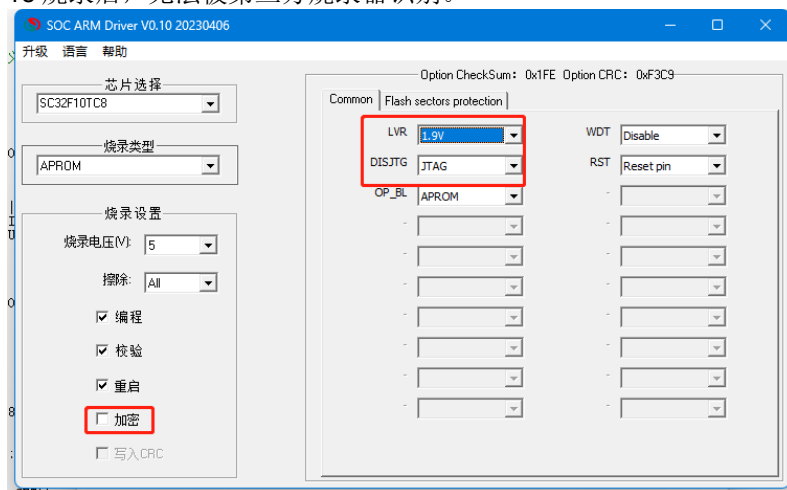 SOC ARM Driver V0.10 20230406
升级 语言 帮助
芯片选择
SC32F10TC8
烧录类型
APROM
烧录设置
烧录电压(V): 5
擦除: All
编程
校验
重启
加密
写入CRC
Option CheckSum: 0x1FE Option CRC: 0xF3C9
Common Flash sectors protection
LVR 1.9V WDT Disable
DISJTG JTAG RST Reset pin
OP_BL APROM -
- -
- -
- -
- -
- -
- -
- -